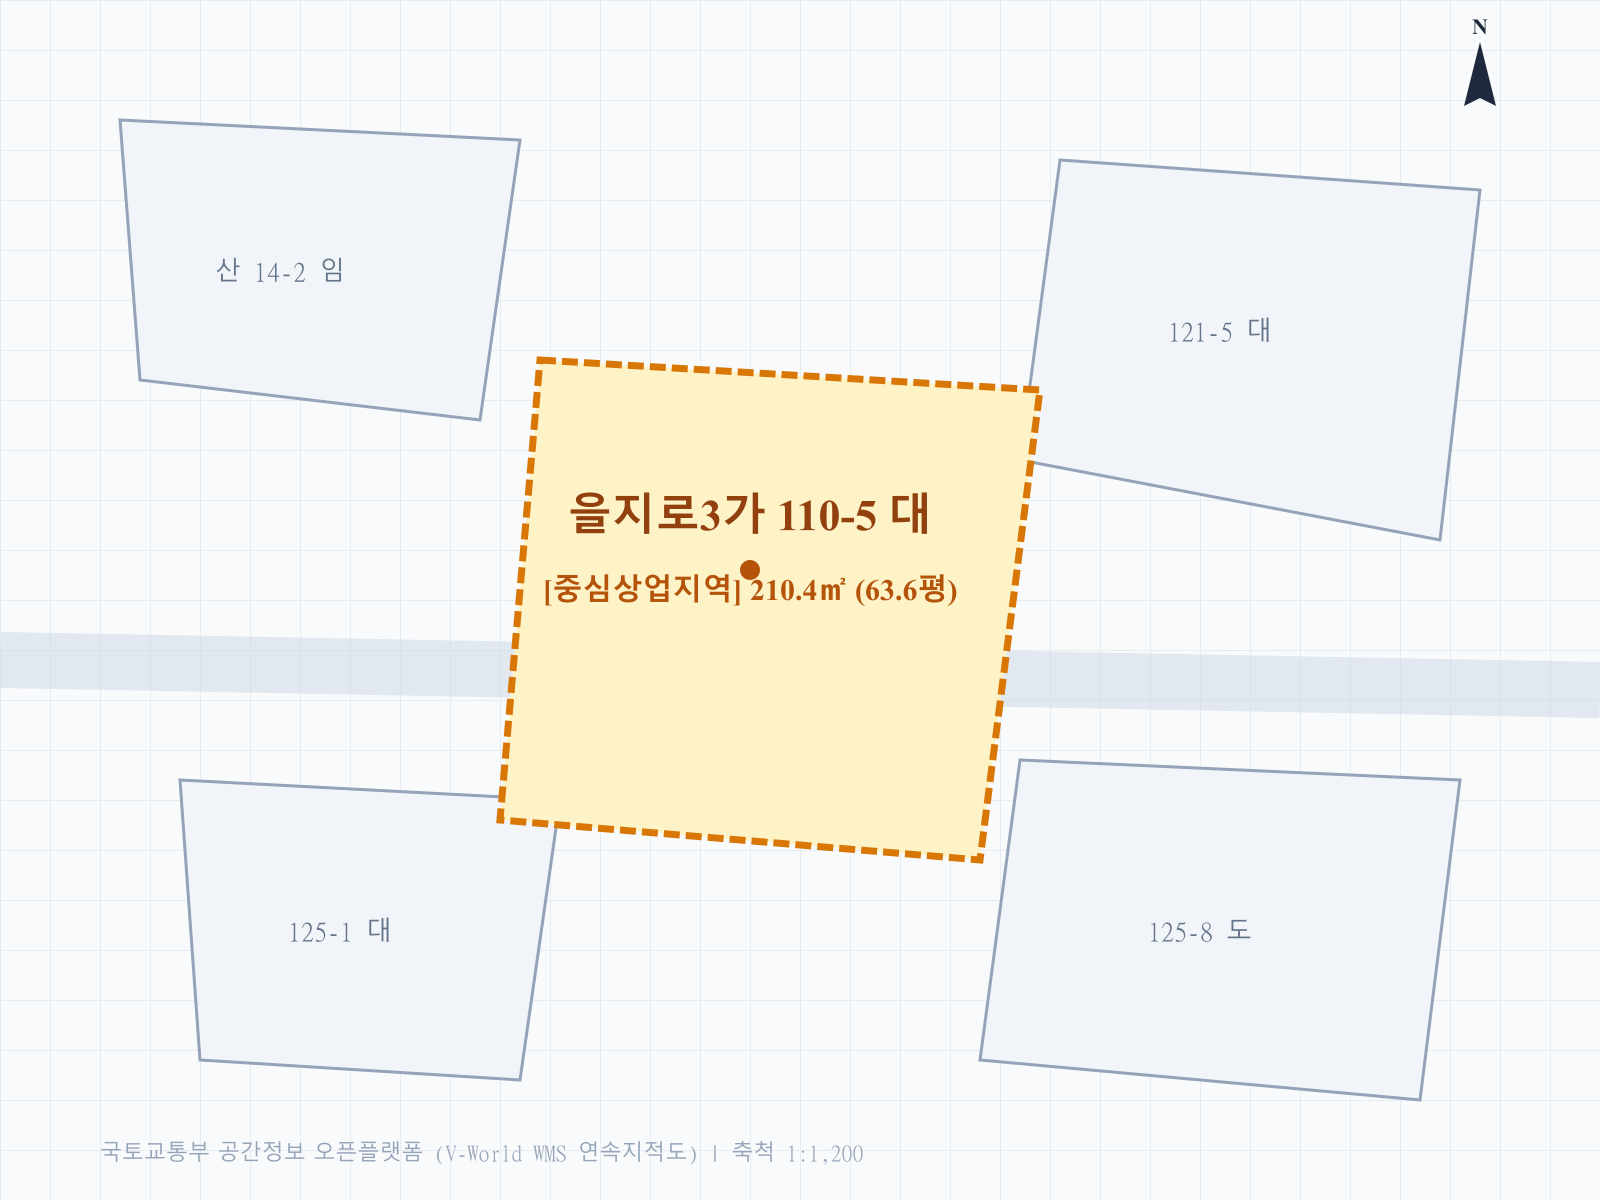 N
산 14-2 임
121-5 대
을지로3가 110-5 대
[중심상업지역] 210.4㎡ (63.6평)
125-1 대
125-8 도
국토교통부 공간정보 오픈플랫폼 (V-World WMS 연속지적도) | 축척 1:1,200